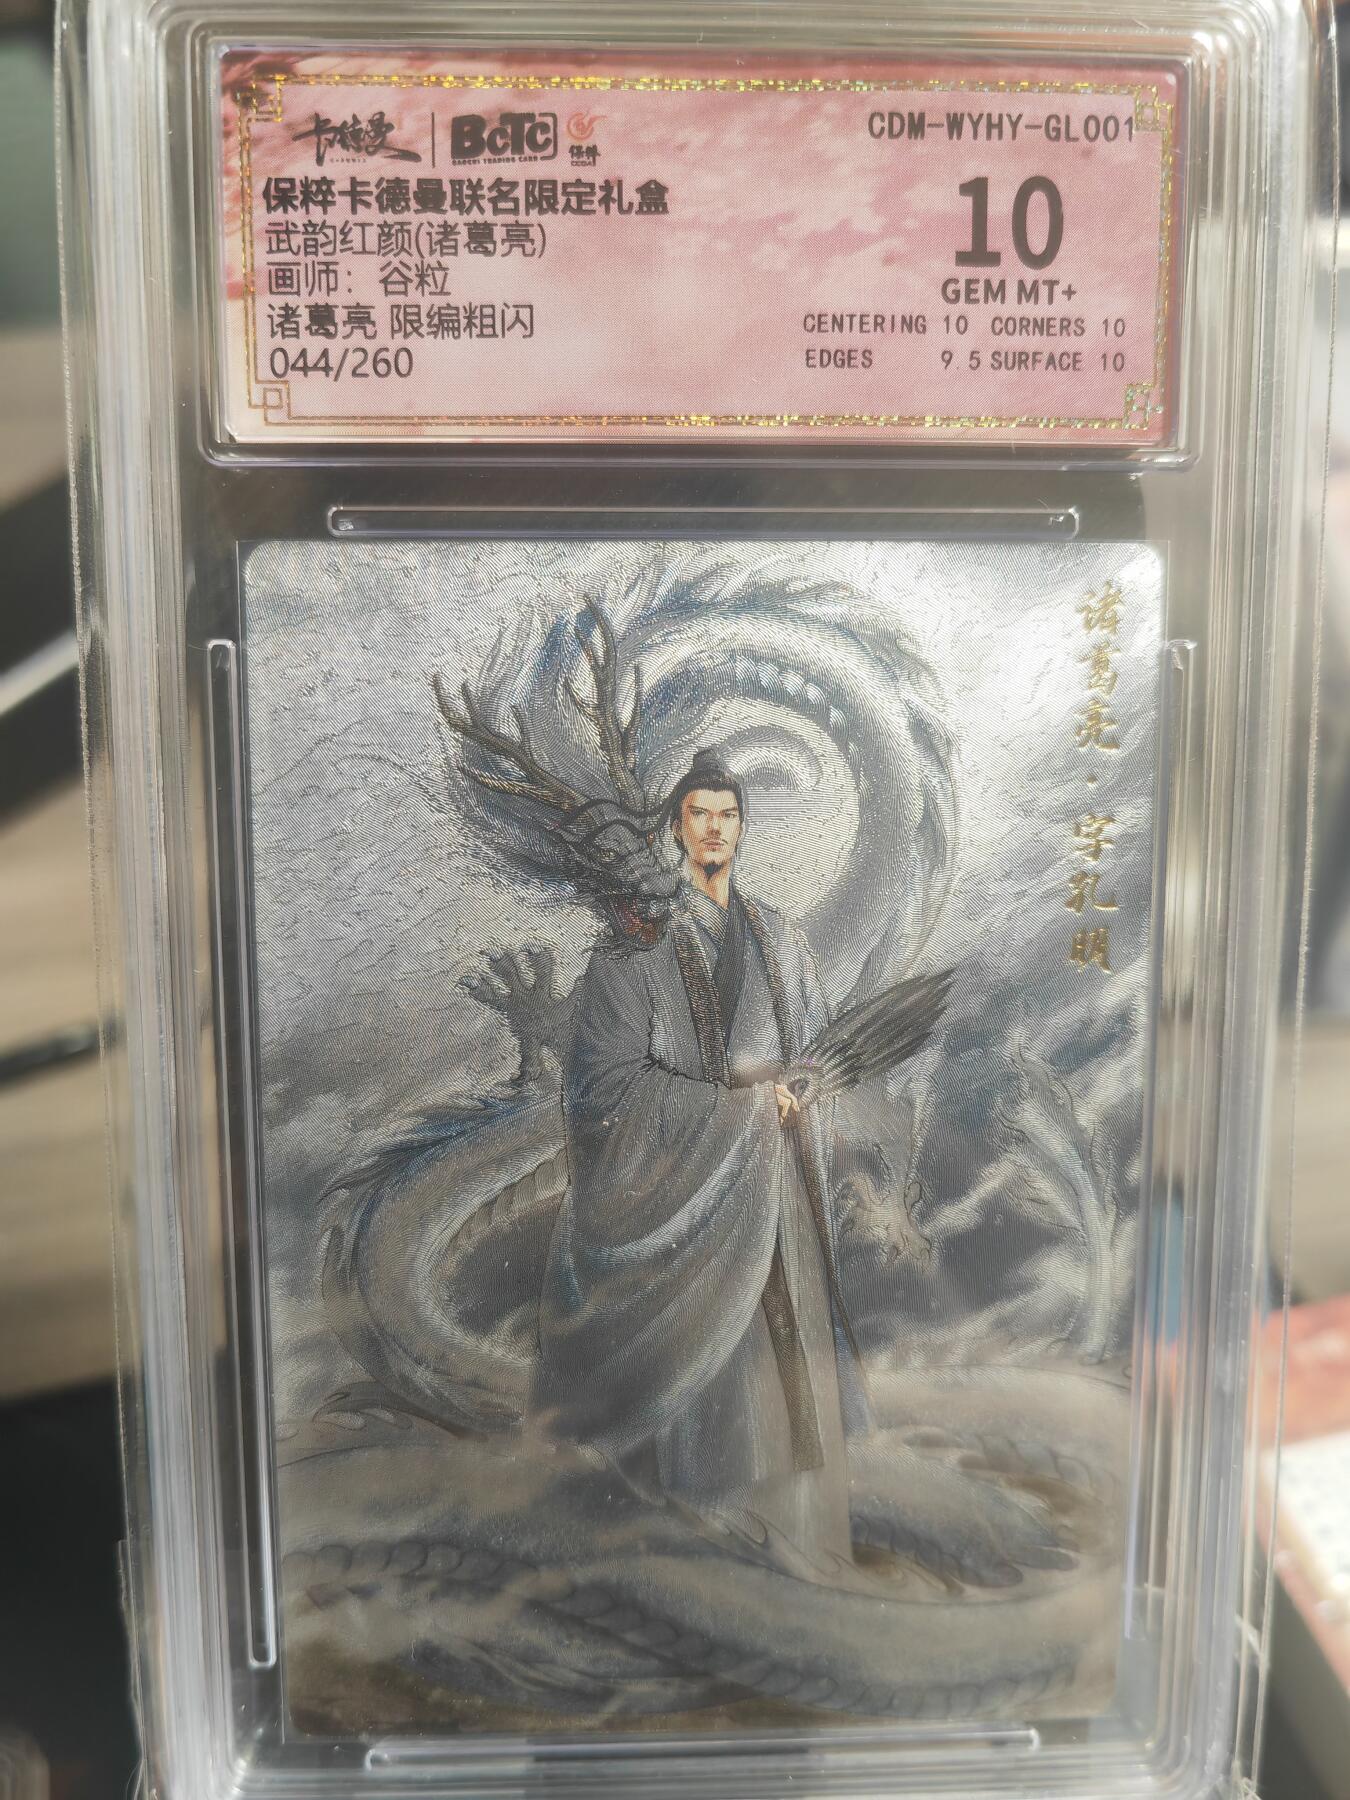 卡德曼 | BCTC 保粹
BAOCUI TRADING CARD
CDM-WYHY-GL001
保粹卡德曼联名限定礼盒
武韵红颜(诸葛亮)
画师：谷粒
诸葛亮 限编粗闪
044/260
10
GEM MT+
CENTERING 10 CORNERS 10
EDGES 9.5 SURFACE 10
诸葛亮·字孔明